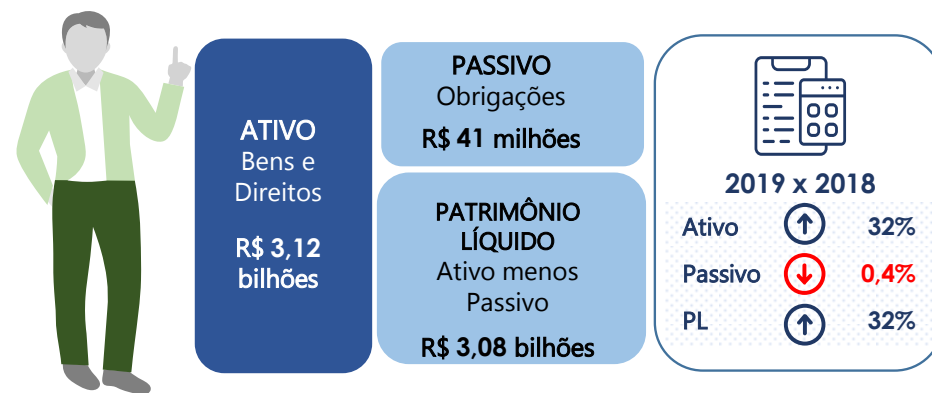 ATIVO
Bens e
Direitos
R$ 3,12
bilhões
PASSIVO
Obrigações
R$ 41 milhões
PATRIMÔNIO
LÍQUIDO
Ativo menos
Passivo
R$ 3,08 bilhões
2019 x 2018
Ativo 32%
Passivo 0,4%
PL 32%